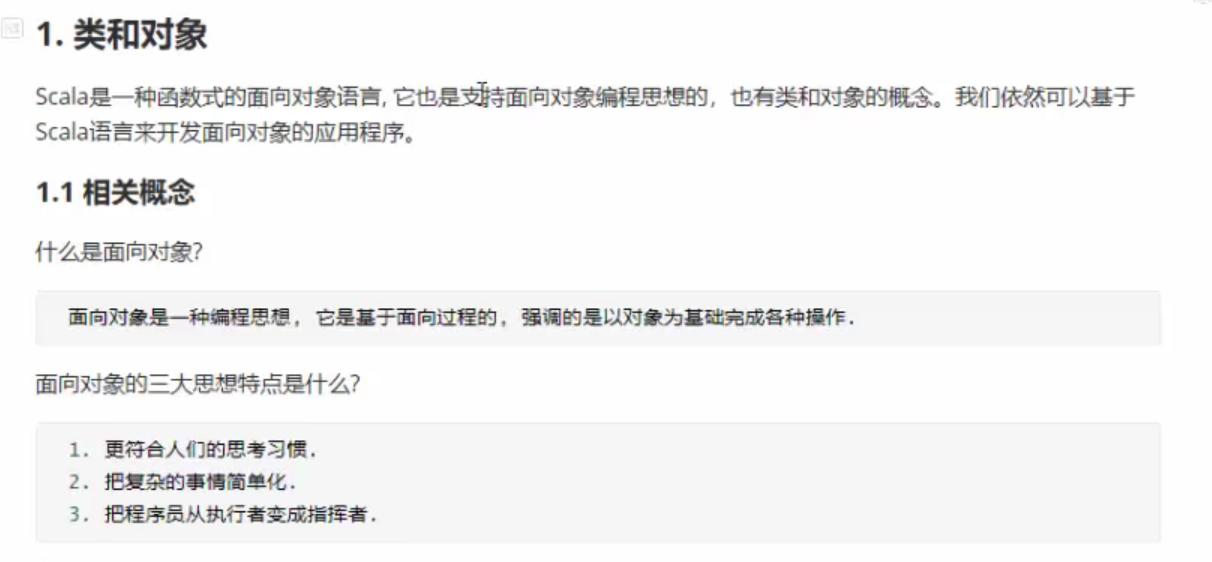 1. 类和对象
Scala是一种函数式的面向对象语言, 它也是支持面向对象编程思想的，也有类和对象的概念。我们依然可以基于
Scala语言来开发面向对象的应用程序。
1.1 相关概念
什么是面向对象?
面向对象是一种编程思想, 它是基于面向过程的, 强调的是以对象为基础完成各种操作.
面向对象的三大思想特点是什么?
1. 更符合人们的思考习惯.
2. 把复杂的事情简单化.
3. 把程序员从执行者变成指挥者.